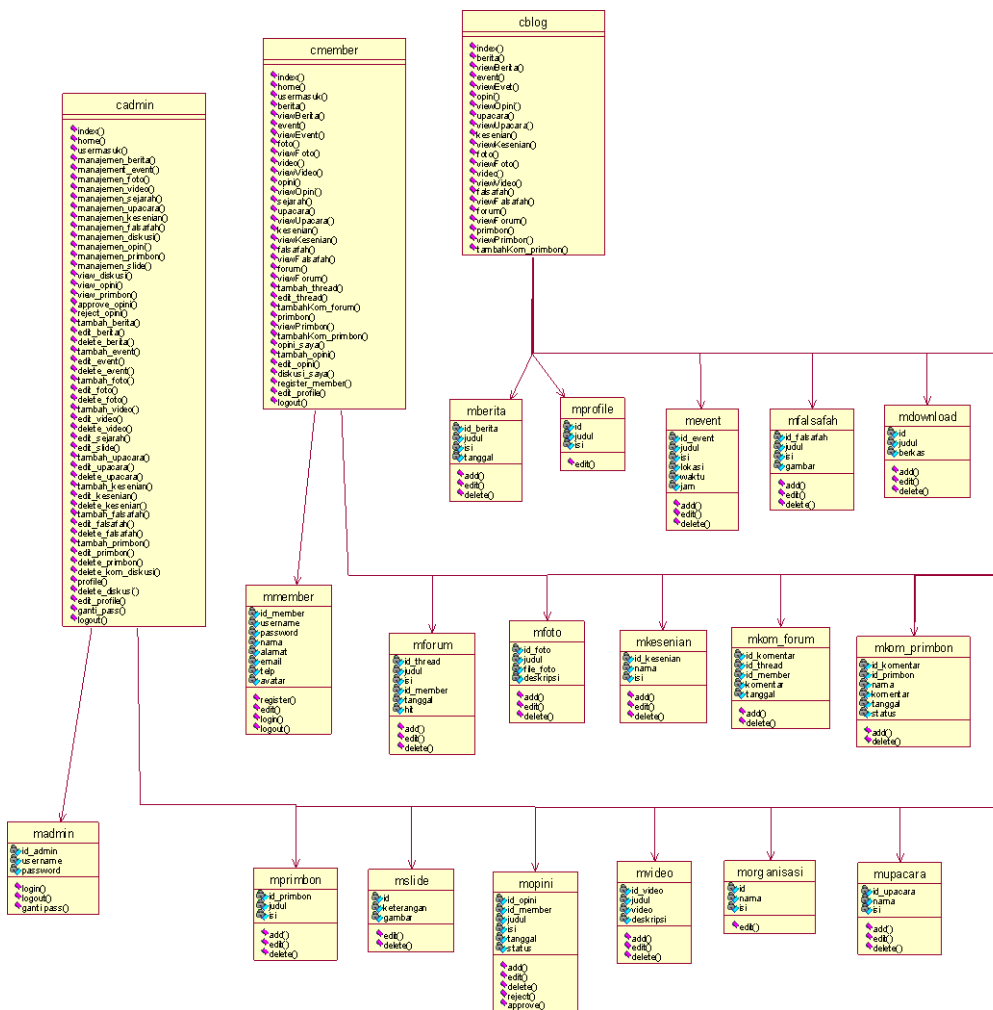 cblog
index()
berita()
viewBerita()
event()
viewEvet()
opin()
viewOpin()
upacara()
viewUpacara()
kesenian()
viewKesenian()
foto()
viewFoto()
video()
viewVideo()
falsafah()
viewFalsafah()
forum()
viewForum()
primbon()
viewPrimbon()
tambahKom_primbon()
cmember
index()
home()
usermasuk()
berita()
viewBerita()
event()
viewEvent()
foto()
viewFoto()
video()
viewVideo()
opini()
viewOpin()
sejarah()
upacara()
viewUpacara()
kesenian()
viewKesenian()
falsafah()
viewFalsafah()
forum()
viewForum()
tambah_thread()
edit_thread()
tambahKom_forum()
primbon()
viewPrimbon()
tambahKom_primbon()
opini_saya()
tambah_opini()
edit_opini()
diskusi_saya()
register_member()
edit_profile()
logout()
cadmin
index()
home()
usermasuk()
manajemen_berita()
manajement_event()
manajemen_foto()
manajemen_video()
manajemen_sejarah()
manajemen_upacara()
manajemen_kesenian()
manajemen_falsafah()
manajemen_diskusi()
manajemen_opin()
manajemen_primbon()
manajemen_slide()
view_diskusi()
view_opini()
view_primbon()
approve_opini()
reject_opini()
tambah_berita()
edit_berita()
delete_berita()
tambah_event()
edit_event()
delete_event()
tambah_foto()
edit_foto()
delete_foto()
tambah_video()
edit_video()
delete_video()
edit_sejarah()
edit_slide()
tambah_upacara()
edit_upacara()
delete_upacara()
tambah_kesenian()
edit_kesenian()
delete_kesenian()
tambah_falsafah()
edit_falsafah()
delete_falsafah()
tambah_primbon()
edit_primbon()
delete_primbon()
delete_kom_diskusi()
profile()
delete_diskus()
edit_profile()
ganti_pass()
logout()
mberita
id_berita
judul
isi
tanggal
add()
edit()
delete()
mprofile
id
judul
isi
edit()
mevent
id_event
judul
isi
lokasi
waktu
jam
add()
edit()
delete()
mfalsafah
id_falsafah
judul
isi
gambar
add()
edit()
delete()
mdownload
id
judul
berkas
add()
edit()
delete()
mmember
id_member
username
password
nama
alamat
email
telp
avatar
register()
edit()
login()
logout()
mforum
id_thread
judul
isi
id_member
tanggal
hit
add()
edit()
delete()
mfoto
id_foto
judul
file_foto
deskripsi
add()
edit()
delete()
mkesenian
id_kesenian
nama
isi
add()
edit()
delete()
mkom_forum
id_komentar
id_thread
id_member
komentar
tanggal
add()
delete()
mkom_primbon
id_komentar
id_primbon
nama
komentar
tanggal
status
add()
delete()
madmin
id_admin
username
password
login()
logout()
ganti pass()
mprimbon
id_primbon
judul
isi
add()
edit()
delete()
mslide
id
keterangan
gambar
edit()
delete()
mopini
id_opini
id_member
judul
isi
tanggal
status
add()
edit()
delete()
reject()
approve()
mvideo
id_video
judul
video
deskripsi
add()
edit()
delete()
morganisasi
id
nama
isi
edit()
mupacara
id_upacara
nama
isi
add()
edit()
delete()